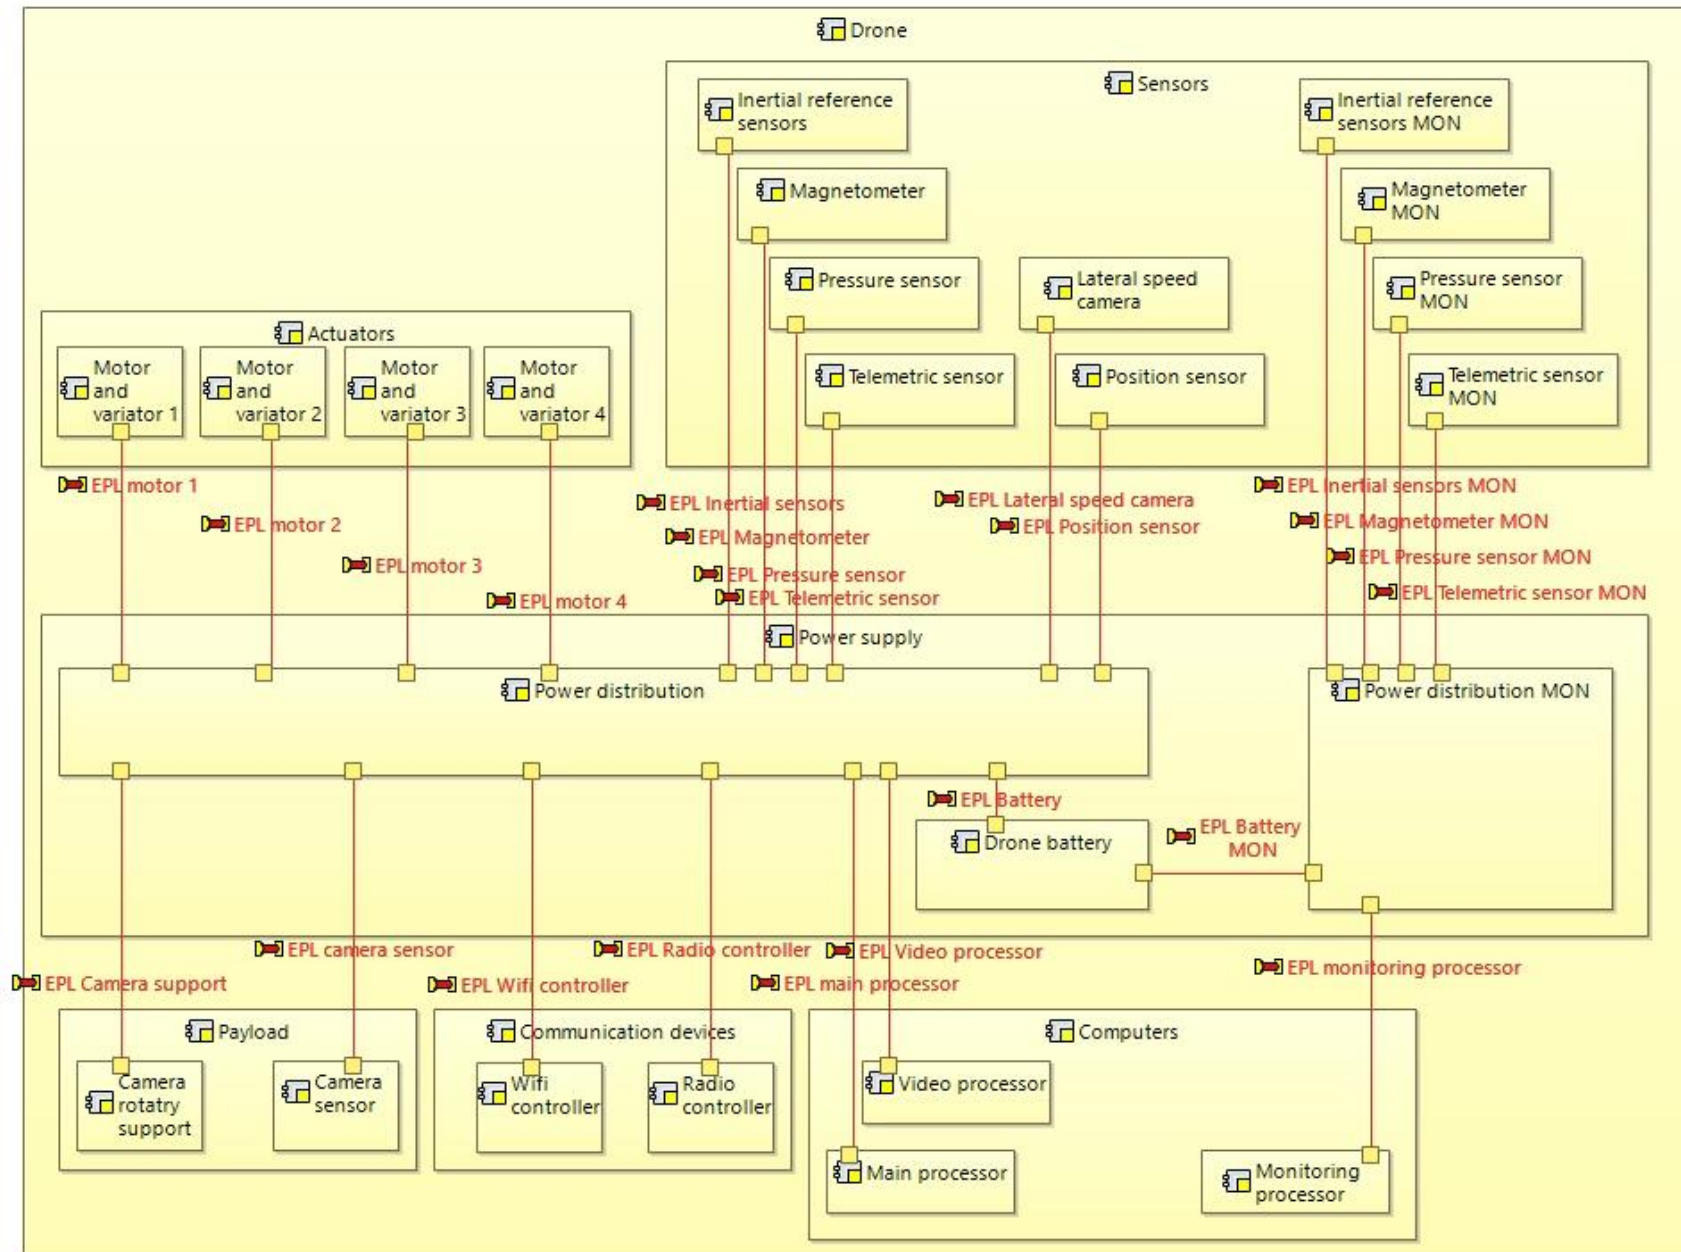 Drone
Sensors
Inertial reference
sensors
Inertial reference
sensors MON
Magnetometer
Magnetometer
MON
Pressure sensor
Lateral speed
camera
Pressure sensor
MON
Actuators
Motor
and
variator 1
Motor
and
variator 2
Motor
and
variator 3
Motor
and
variator 4
Telemetric sensor
Position sensor
Telemetric sensor
MON
EPL motor 1
EPL motor 2
EPL motor 3
EPL motor 4
EPL Inertial sensors
EPL Magnetometer
EPL Pressure sensor
EPL Telemetric sensor
EPL Lateral speed camera
EPL Position sensor
EPL Inertial sensors MON
EPL Magnetometer MON
EPL Pressure sensor MON
EPL Telemetric sensor MON
Power supply
Power distribution
Power distribution MON
EPL Battery
Drone battery
EPL Battery
MON
EPL camera sensor
EPL Camera support
EPL Radio controller
EPL Wifi controller
EPL Video processor
EPL main processor
EPL monitoring processor
Payload
Camera
rotatry
support
Camera
sensor
Communication devices
Wifi
controller
Radio
controller
Computers
Video processor
Main processor
Monitoring
processor